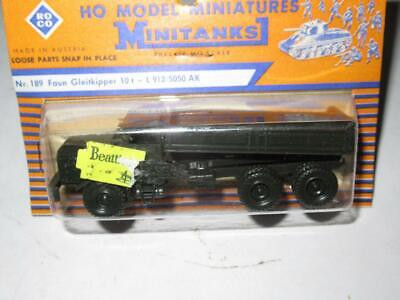 RO
CO
HO MODEL MINIATURES
MINITANKS
MADE IN AUSTRIA
LOOSE PARTS SNAP IN PLACE
Nr. 189 Faun Gleitkipper 10 t – L 912/5050 AK
Beatt